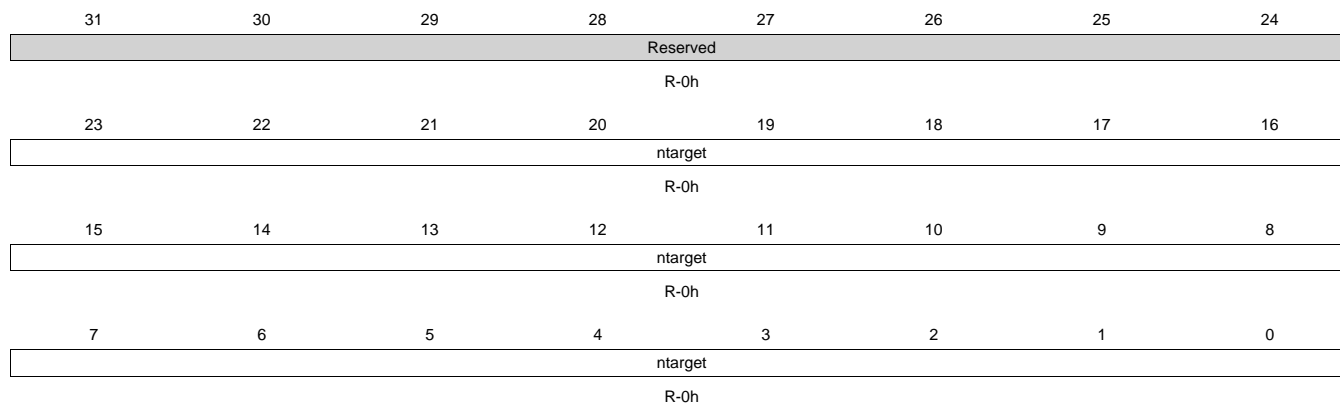 31 30 29 28 27 26 25 24
Reserved
R-0h
23 22 21 20 19 18 17 16
ntarget
R-0h
15 14 13 12 11 10 9 8
ntarget
R-0h
7 6 5 4 3 2 1 0
ntarget
R-0h